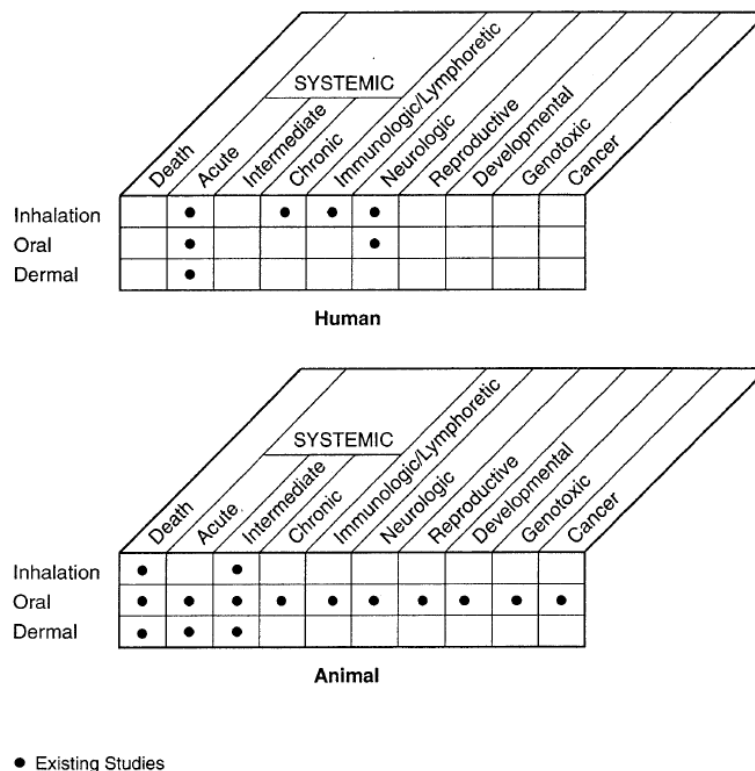 SYSTEMIC
Death
Acute
Intermediate
Chronic
Immunologic/Lymphoretic
Neurologic
Reproductive
Developmental
Genotoxic
Cancer
Inhalation
Oral
Dermal
Human
SYSTEMIC
Death
Acute
Intermediate
Chronic
Immunologic/Lymphoretic
Neurologic
Reproductive
Developmental
Genotoxic
Cancer
Inhalation
Oral
Dermal
Animal
● Existing Studies